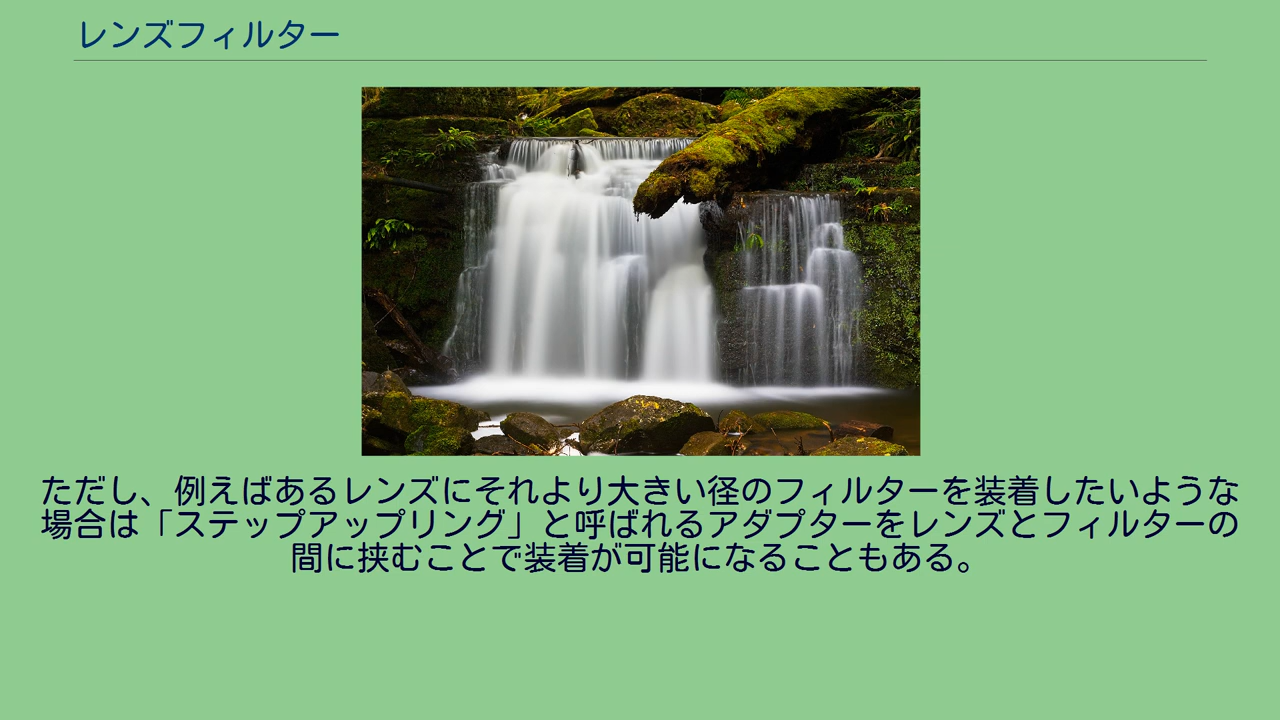 レンズフィルター
ただし、例えばあるレンズにそれより大きい径のフィルターを装着したいような
場合は「ステップアップリング」と呼ばれるアダプターをレンズとフィルターの
間に挟むことで装着が可能になることもある。